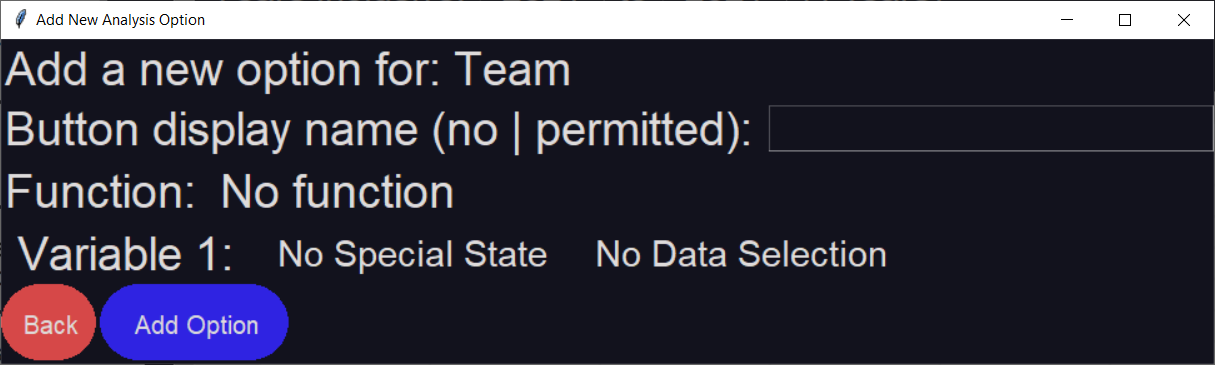 Add New Analysis Option
Add a new option for: Team
Button display name (no | permitted):
Function: No function
Variable 1: No Special State No Data Selection
Back Add Option